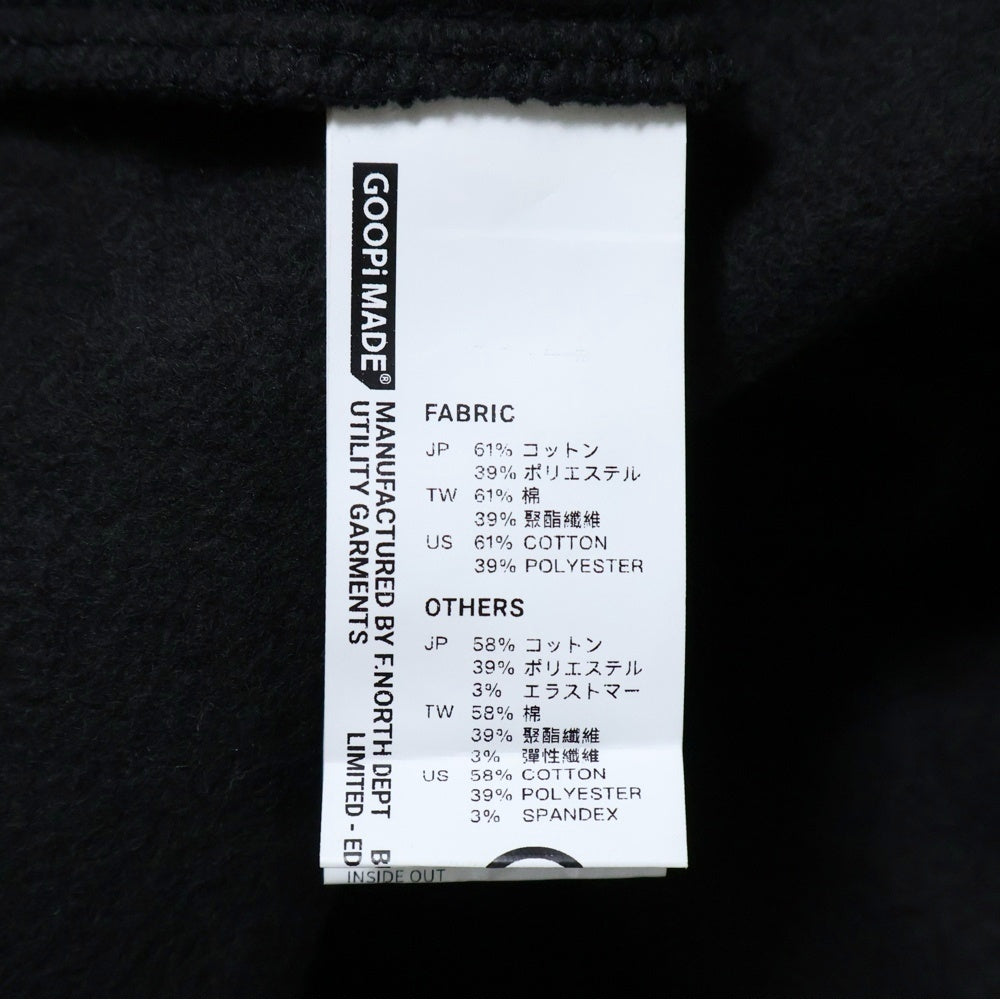 GOOPiMADE®
MANUFACTURED BY F.NORTH DEPT
UTILITY GARMENTS
LIMITED - ED
FABRIC
JP 61% コットン
39% ポリエステル
TW 61% 棉
39% 聚酯纖維
US 61% COTTON
39% POLYESTER
OTHERS
JP 58% コットン
39% ポリエステル
3% エラストマー
TW 58% 棉
39% 聚酯纖維
3% 彈性纖維
US 58% COTTON
39% POLYESTER
3% SPANDEX
INSIDE OUT